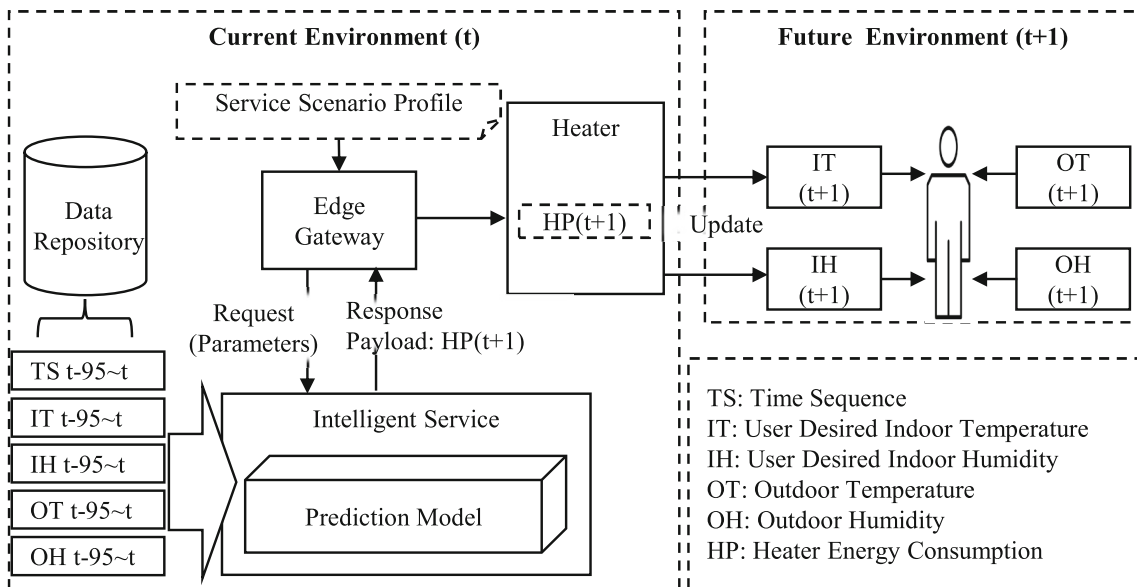 Current Environment (t)
Future Environment (t+1)
Service Scenario Profile
Heater
Data
Repository
Edge
Gateway
HP(t+1)
Update
IT
(t+1)
OT
(t+1)
IH
(t+1)
OH
(t+1)
Request
(Parameters)
Response
Payload: HP(t+1)
TS t-95~t
IT t-95~t
IH t-95~t
OT t-95~t
OH t-95~t
Intelligent Service
Prediction Model
TS: Time Sequence
IT: User Desired Indoor Temperature
IH: User Desired Indoor Humidity
OT: Outdoor Temperature
OH: Outdoor Humidity
HP: Heater Energy Consumption